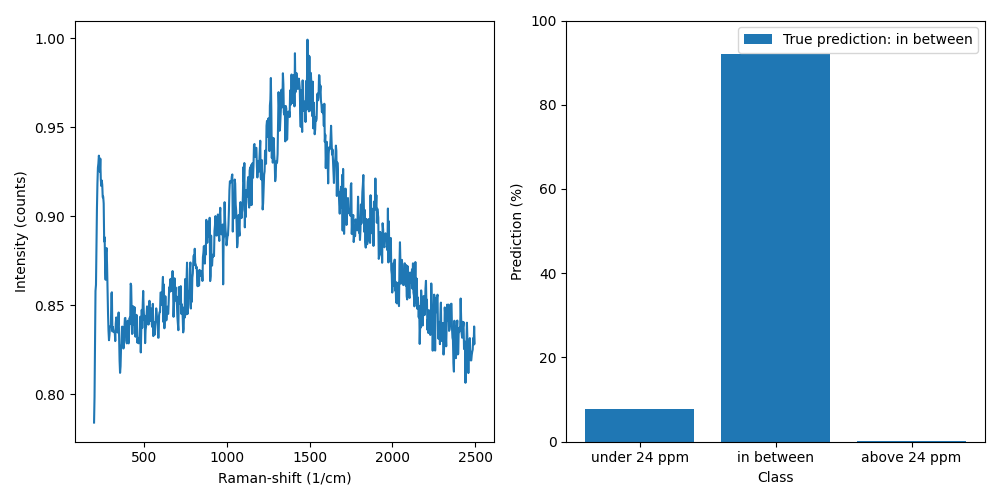 1.00
0.95
0.90
0.85
0.80
Intensity (counts)
500
1000
1500
2000
2500
Raman-shift (1/cm)
100
80
60
40
20
0
Prediction (%)
True prediction: in between
under 24 ppm
in between
above 24 ppm
Class